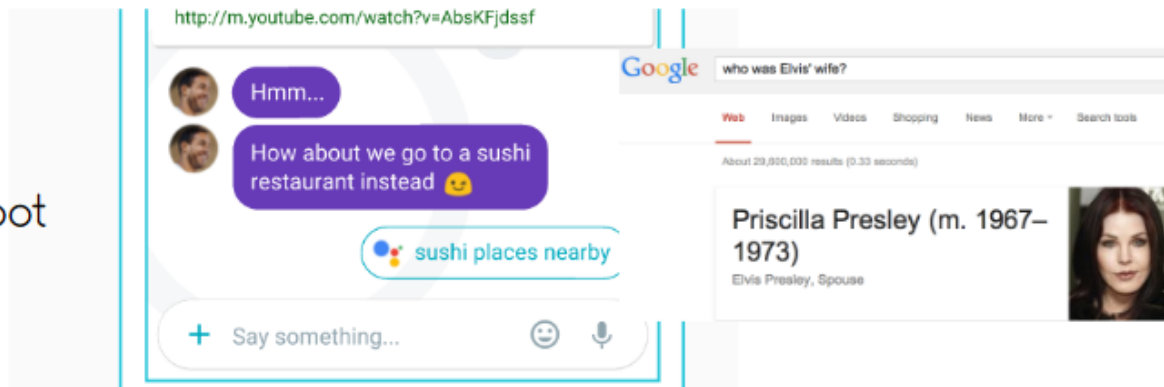 http://m.youtube.com/watch?v=AbsKFjdssf
Hmm...
How about we go to a sushi
restaurant instead 😉
sushi places nearby
Say something...
oot
Google
who was Elvis' wife?
Web Images Videos Shopping News More Search tools
About 29,600,000 results (0.33 seconds)
Priscilla Presley (m. 1967–
1973)
Elvis Presley, Spouse